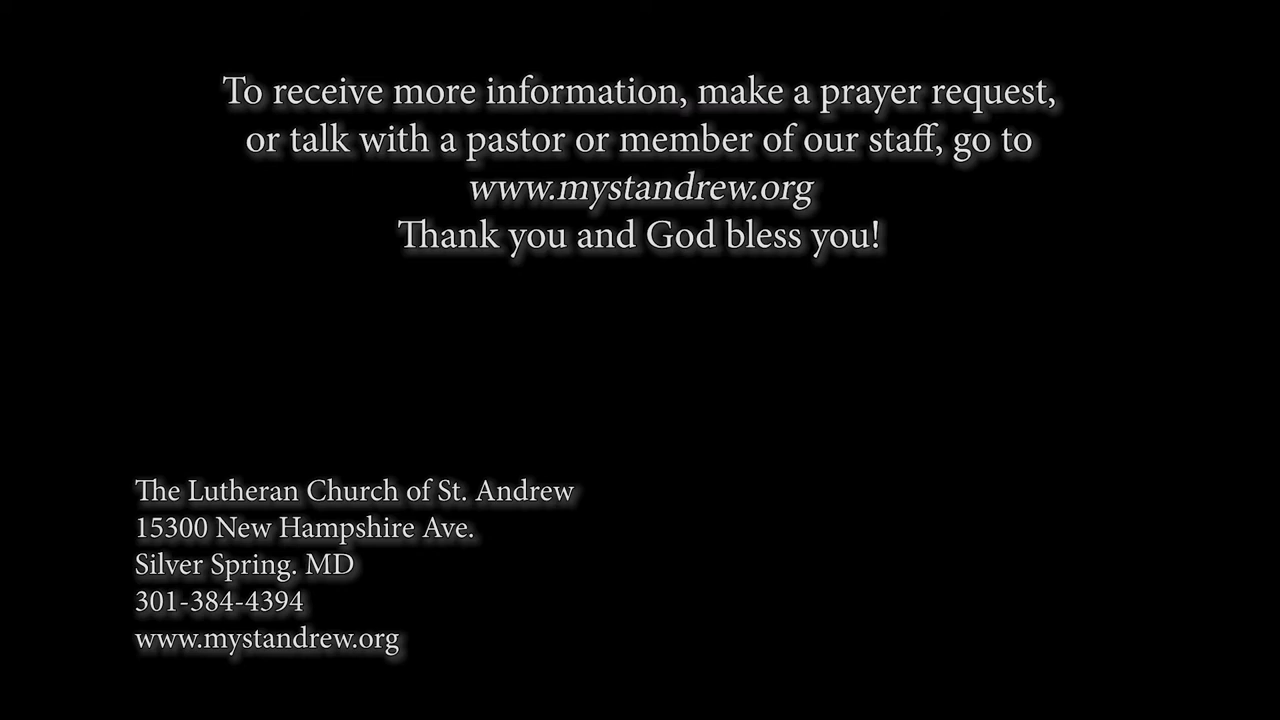 To receive more information, make a prayer request,
or talk with a pastor or member of our staff, go to
www.mystandrew.org
Thank you and God bless you!
The Lutheran Church of St. Andrew
15300 New Hampshire Ave.
Silver Spring. MD
301-384-4394
www.mystandrew.org